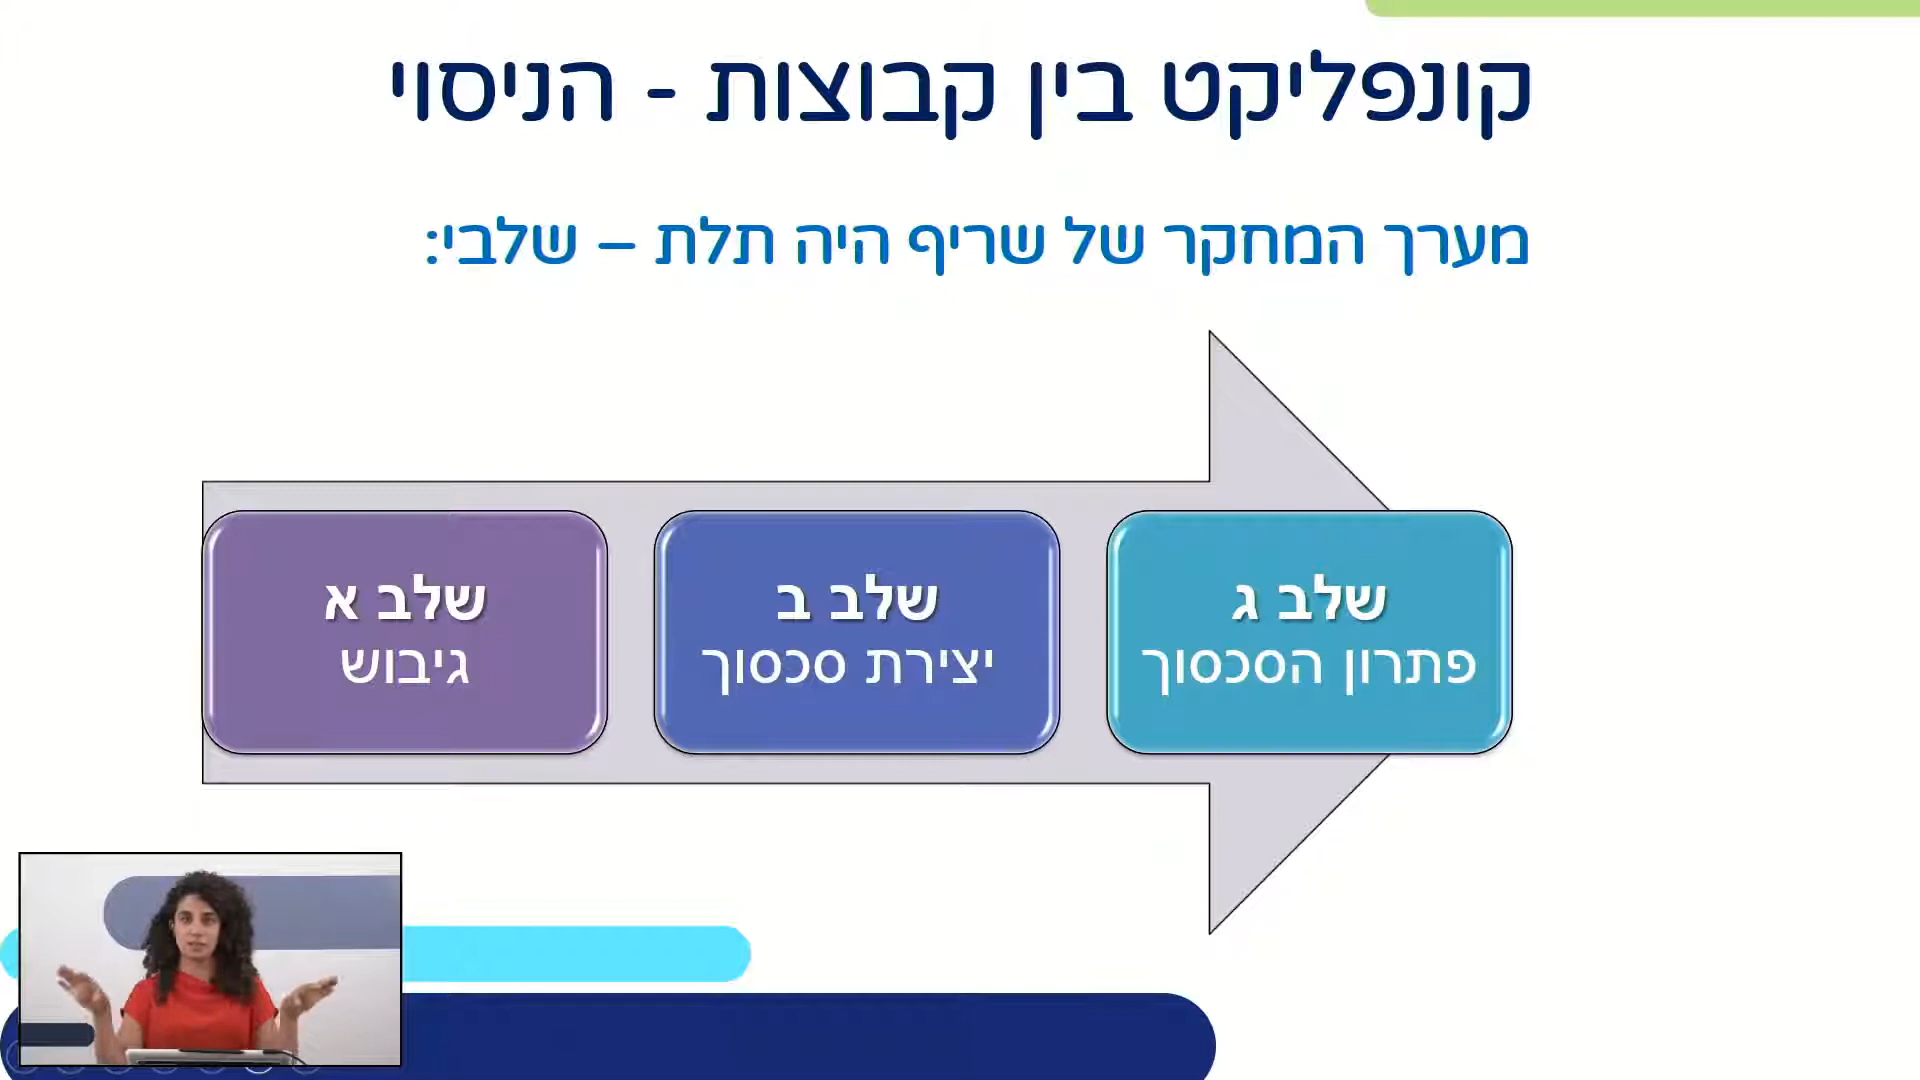 קונפליקט בין קבוצות - הניסוי
מערך המחקר של שריף היה תלת – שלבי:
שלב א
גיבוש
שלב ב
יצירת סכסוך
שלב ג
פתרון הסכסוך